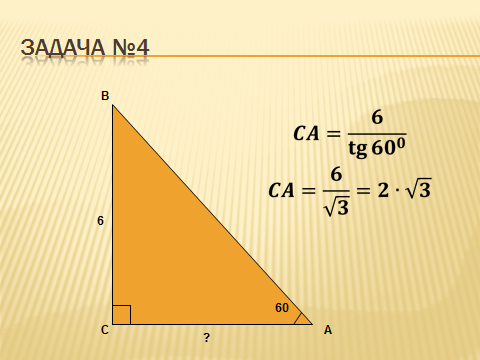 ЗАДАЧА №4
B
CA = 6 / tg 60⁰
CA = 6 / √3 = 2 · √3
6
60
C
A
?